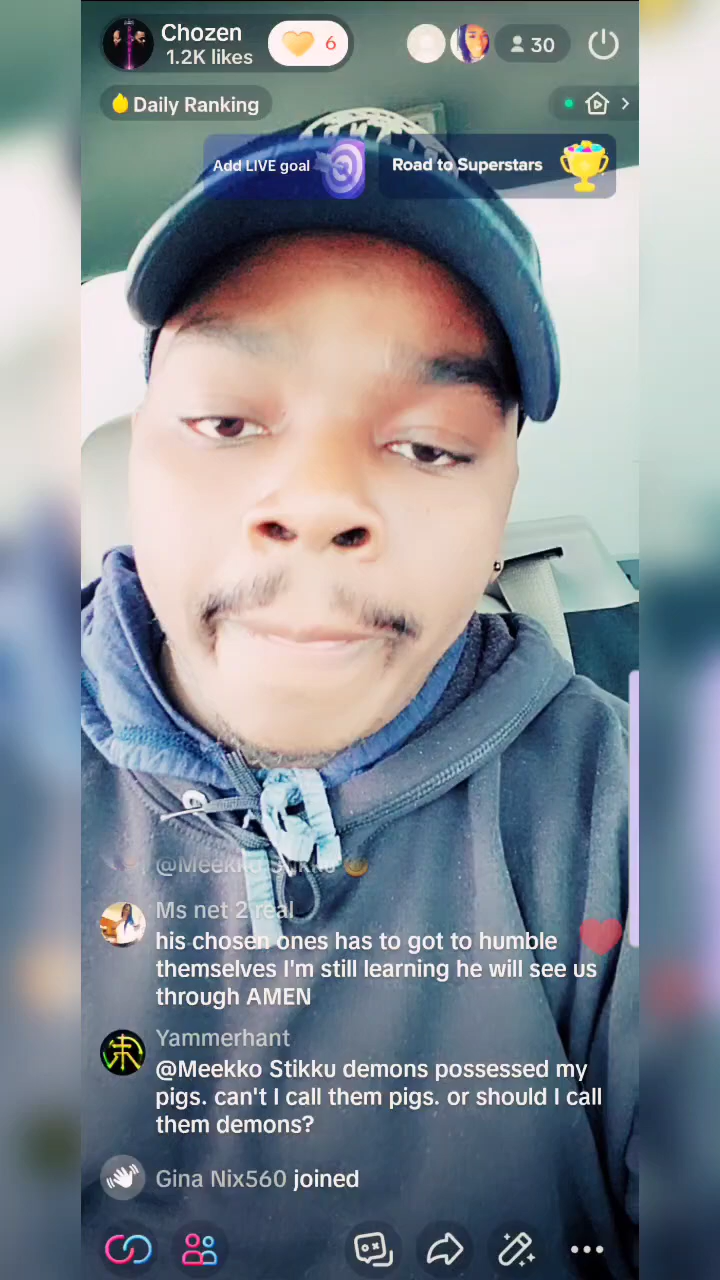 Chozen
1.2K likes
6
30
Daily Ranking
Add LIVE goal
Road to Superstars
@Meekko Stikku
Ms net 2 real
his chosen ones has to got to humble
themselves I'm still learning he will see us
through AMEN
Yammerhant
@Meekko Stikku demons possessed my
pigs. can't I call them pigs. or should I call
them demons?
Gina Nix560 joined